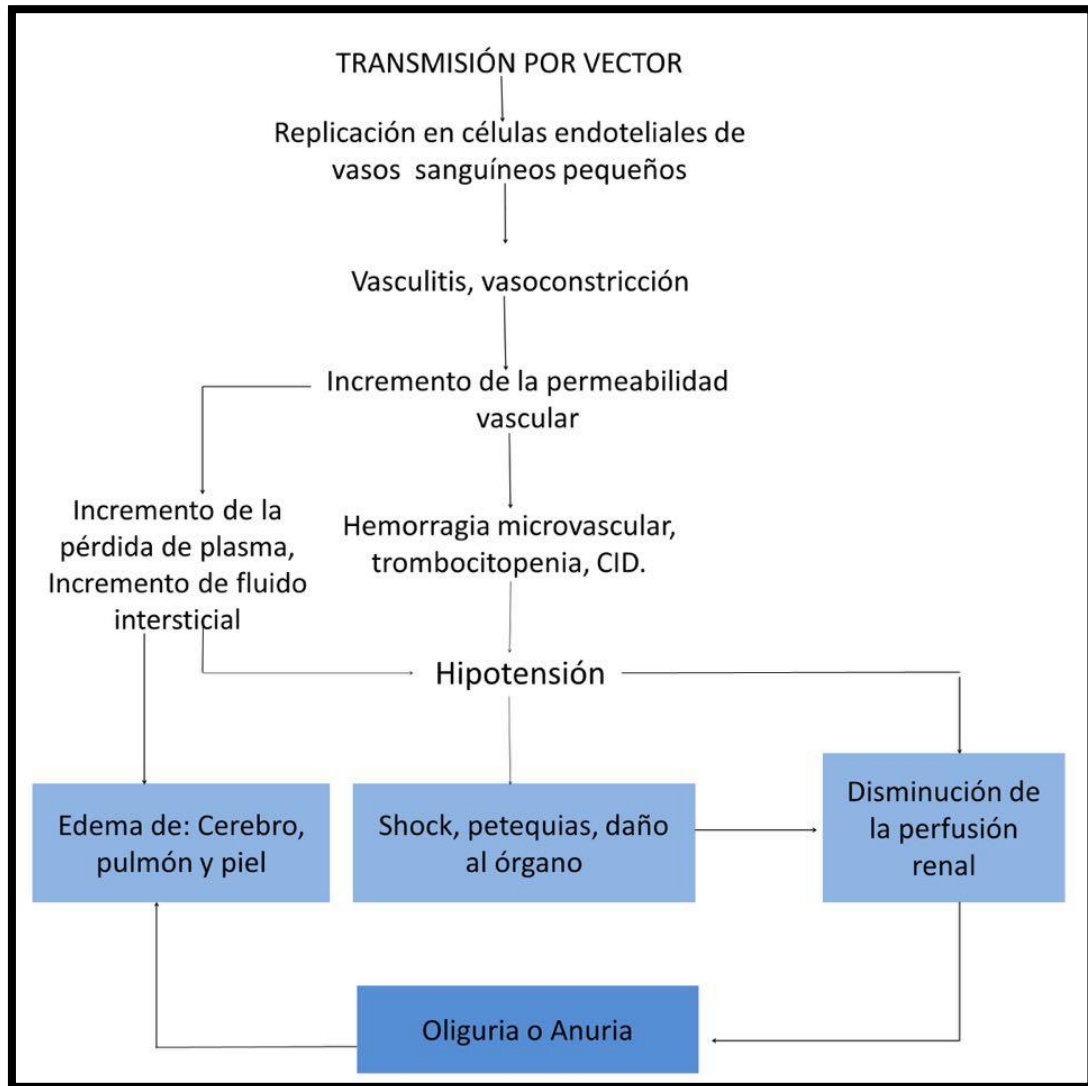 TRANSMISIÓN POR VECTOR
Replicación en células endoteliales de
vasos sanguíneos pequeños
Vasculitis, vasoconstricción
Incremento de la permeabilidad
vascular
Incremento de la
pérdida de plasma,
Incremento de fluido
intersticial
Hemorragia microvascular,
trombocitopenia, CID.
Hipotensión
Edema de: Cerebro,
pulmón y piel
Shock, petequias, daño
al órgano
Disminución de
la perfusión
renal
Oliguria o Anuria